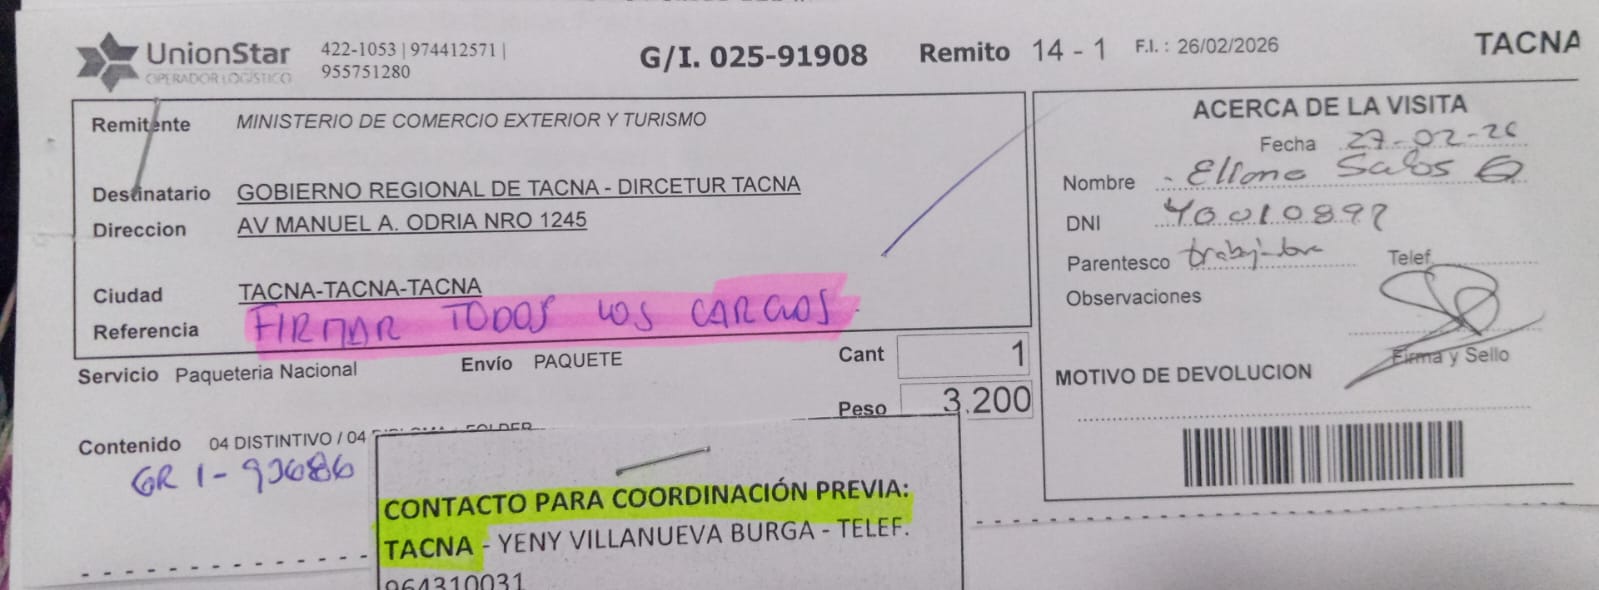 UnionStar
OPERADOR LOGÍSTICO
422-1053 | 974412571 |
955751280
G/I. 025-91908
Remito 14 - 1
F.I. : 26/02/2026
TACNA
Remitente MINISTERIO DE COMERCIO EXTERIOR Y TURISMO
Destinatario GOBIERNO REGIONAL DE TACNA - DIRCETUR TACNA
Direccion AV MANUEL A. ODRIA NRO 1245
Ciudad TACNA-TACNA-TACNA
Referencia FIRMAR TODOS LOS CARGOS
Servicio Paqueteria Nacional
Envío PAQUETE
Cant 1
Peso 3.200
Contenido 04 DISTINTIVO / 04 FOLDER
GR 1-92686
CONTACTO PARA COORDINACIÓN PREVIA:
TACNA - YENY VILLANUEVA BURGA - TELEF.
964310031
ACERCA DE LA VISITA
Fecha 27-02-26
Nombre Salos
DNI 40010897
Parentesco
Telef.
Observaciones
Firma y Sello
MOTIVO DE DEVOLUCION